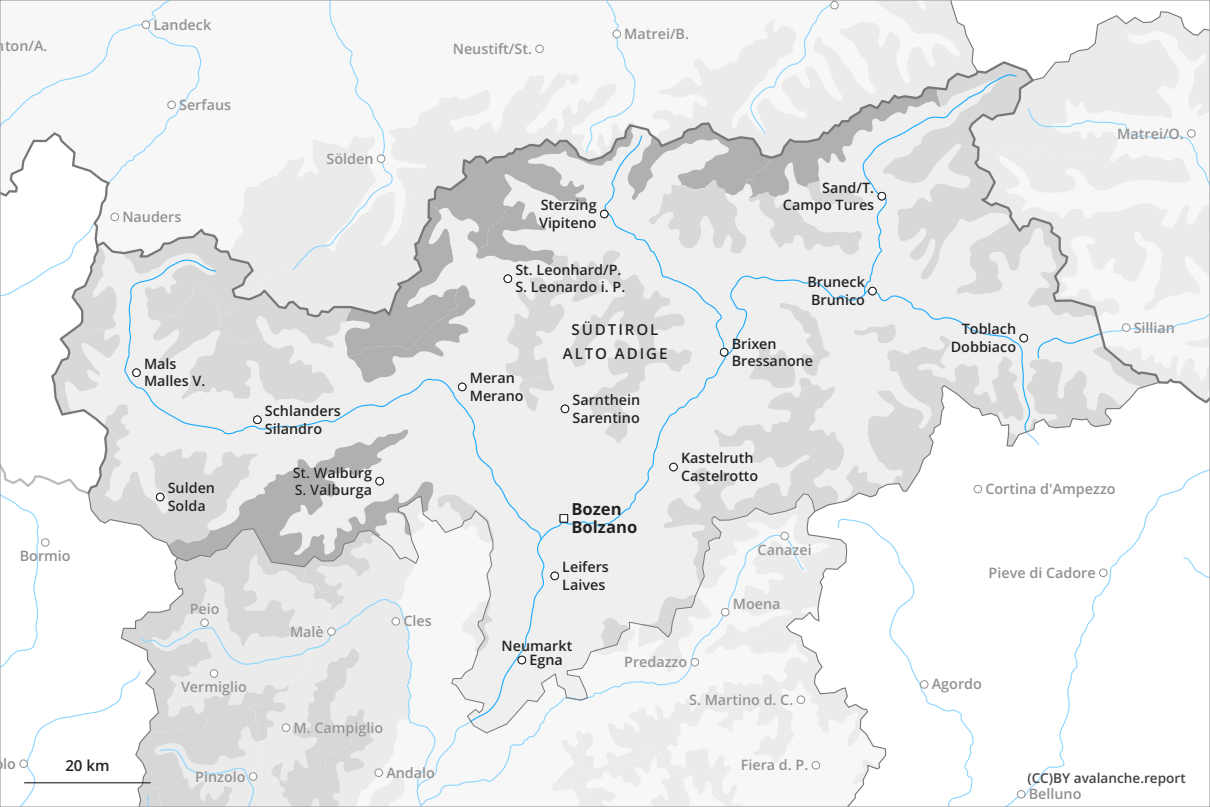 Landeck
nton/A.
Neustift/St.
Matrei/B.
Serfaus
Matrei/O.
Sölden
Nauders
Sand/T.
Campo Tures
Sterzing
Vipiteno
St. Leonhard/P.
S. Leonardo i. P.
Bruneck
Brunico
SÜDTIROL
ALTO ADIGE
Toblach
Dobbiaco
Sillian
Brixen
Bressanone
Mals
Malles V.
Meran
Merano
Sarnthein
Sarentino
Schlanders
Silandro
Kastelruth
Castelrotto
St. Walburg
S. Valburga
Sulden
Solda
Cortina d'Ampezzo
Bozen
Bolzano
Bormio
Canazei
Leifers
Laives
Pieve di Cadore
Peio
Moena
Malè
Cles
Neumarkt
Egna
Predazzo
Vermiglio
Agordo
S. Martino d. C.
M. Campiglio
olo
20 km
Pinzolo
Andalo
Fiera d. P.
(CC)BY avalanche.report
Belluno